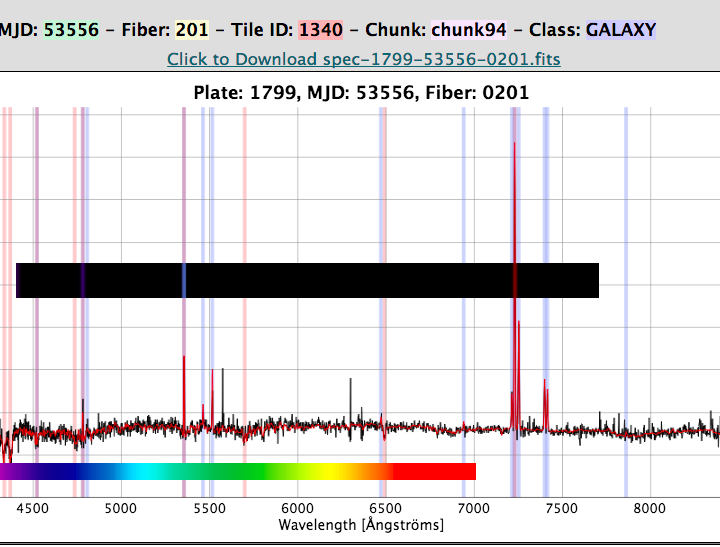 MJD: 53556 – Fiber: 201 – Tile ID: 1340 – Chunk: chunk94 – Class: GALAXY
Click to Download spec-1799-53556-0201.fits
Plate: 1799, MJD: 53556, Fiber: 0201
4500 5000 5500 6000 6500 7000 7500 8000
Wavelength [Ångströms]